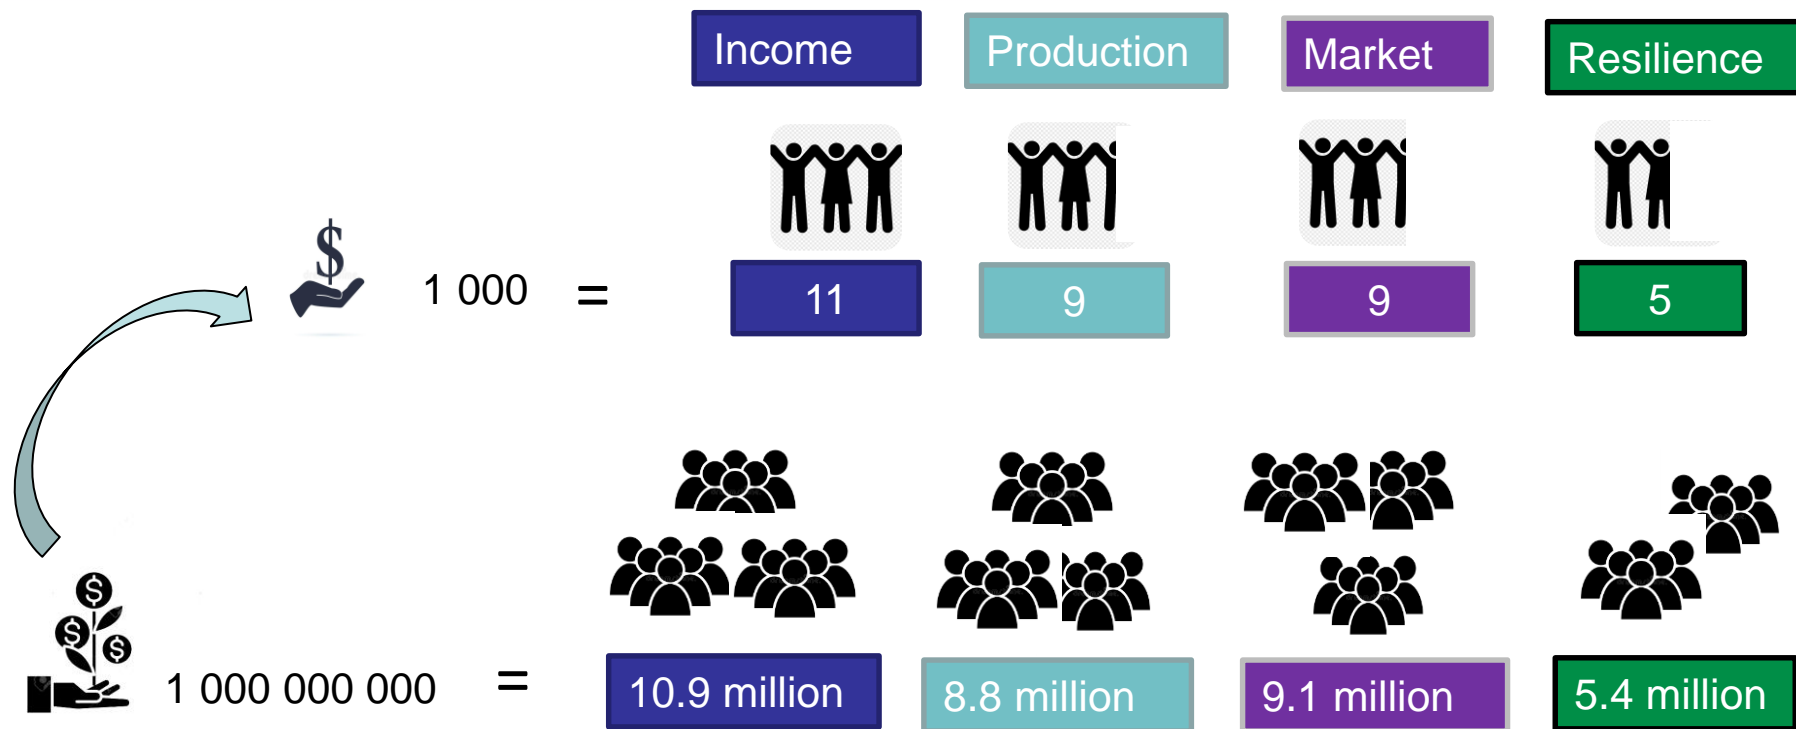 Income
Production
Market
Resilience
$
1 000
=
11
9
9
5
$
$
$
1 000 000 000
=
10.9 million
8.8 million
9.1 million
5.4 million